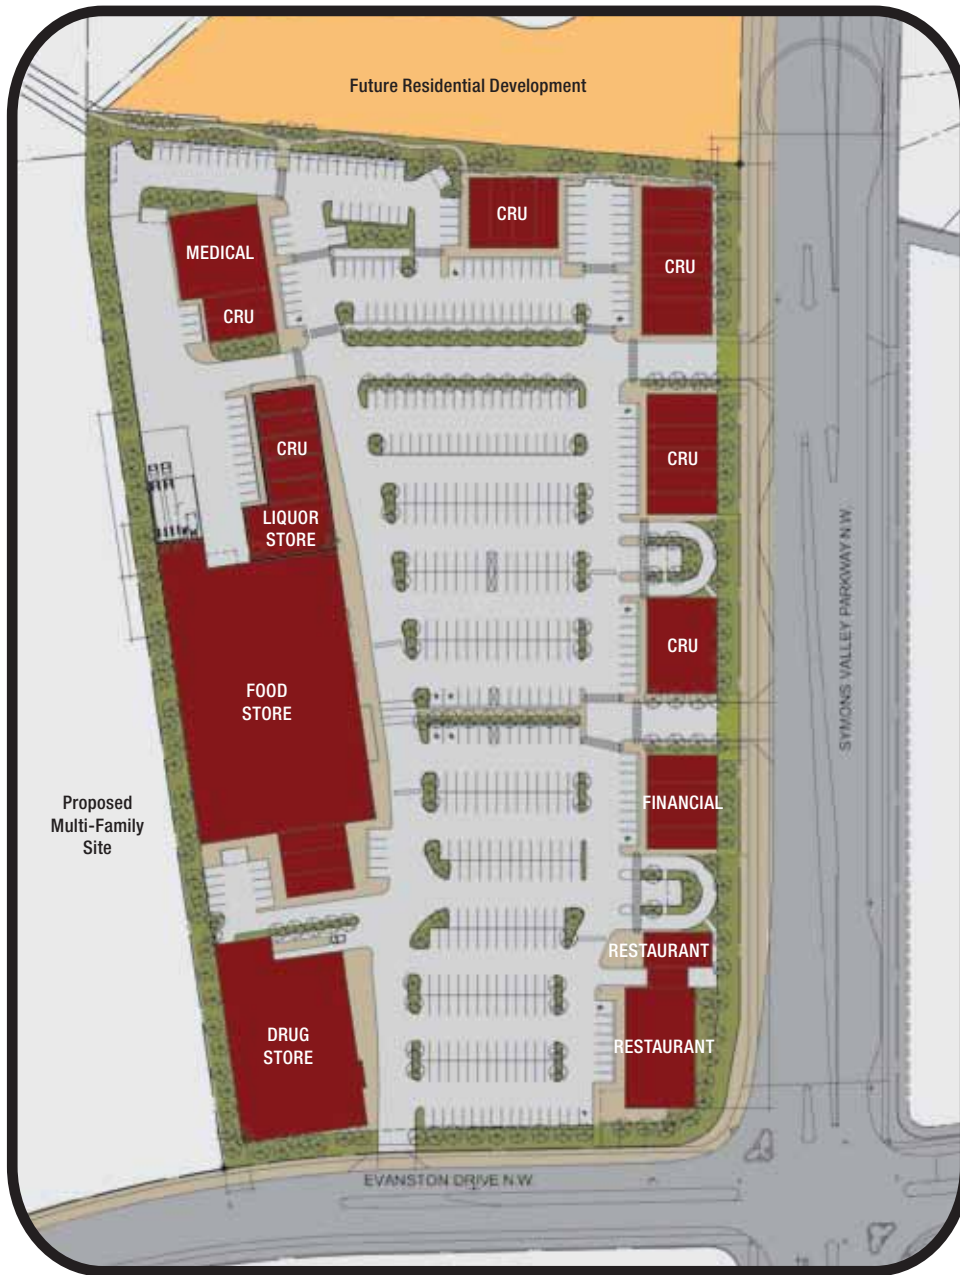 Future Residential Development
CRU
MEDICAL
CRU
CRU
CRU
CRU
LIQUOR
STORE
CRU
FOOD
STORE
FINANCIAL
Proposed
Multi-Family
Site
RESTAURANT
DRUG
STORE
RESTAURANT
SYMONS VALLEY PARKWAY N.W.
EVANSTON DRIVE N.W.